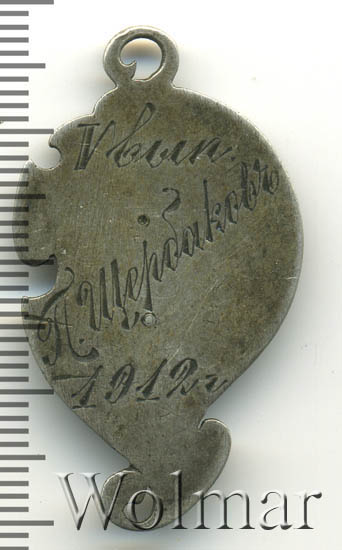 V вып.
П. Щербаковъ
1912 г
Wolmar